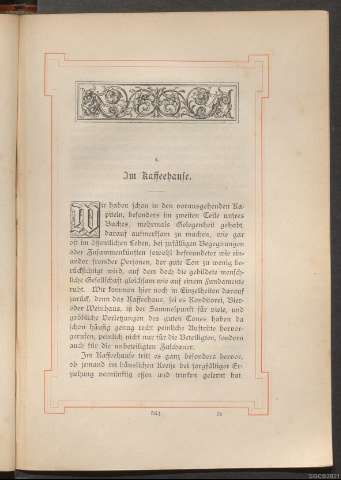 Im Kaffeehause.
Wir haben schon in den vorausgehenden Ka-
piteln, besonders im zweiten Teile unsres
Buches, mehrmals Gelegenheit gehabt,
darauf aufmerksam zu machen, wie gar
oft im öffentlichen Leben, bei zufälligen Begegnungen
oder Zusammenkünften sowohl befreundeter wie ein-
ander fremder Personen, der gute Ton zu wenig be-
rücksichtigt wird, auf dem doch die gebildete mensch-
liche Gesellschaft gleichsam wie auf einem Fundamente
ruht. Wir kommen hier noch in Einzelheiten darauf
zurück, denn das Kaffeehaus, sei es Konditorei, Bier-
oder Weinhaus, ist der Sammelpunkt für viele, und
gröbliche Verletzungen des guten Tones haben da
schon häufig genug recht peinliche Auftritte hervor-
gerufen, peinlich nicht nur für die Beteiligten, sondern
auch für die unbeteiligten Zuschauer.
Im Kaffeehause tritt es ganz besonders hervor,
ob jemand im häuslichen Kreise bei sorgfältiger Er-
ziehung vernünftig essen und trinken gelernt hat